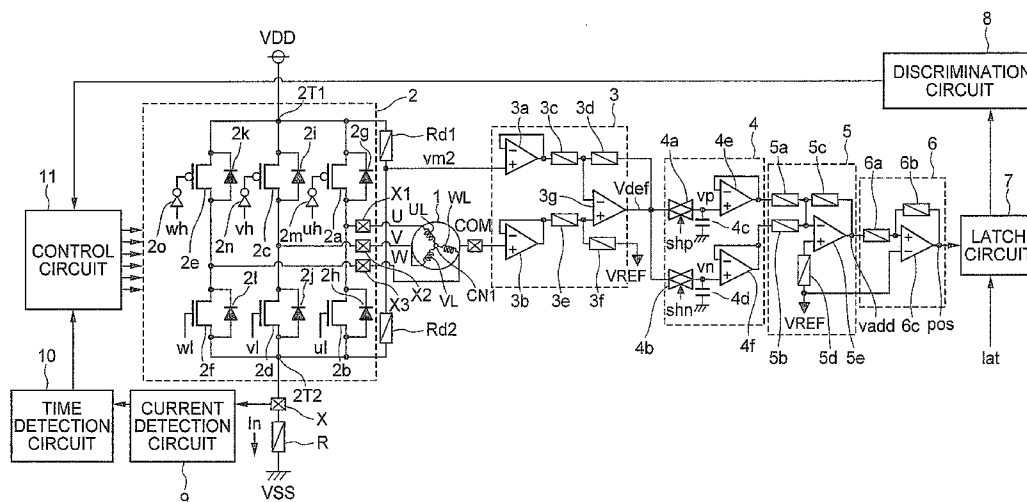 VDD
8
DISCRIMINATION
CIRCUIT
2T1
2
2k
2i
2g
Rd1
vm2
3
3c
3d
3a
3g
Vdef
4
4a
4e
vp
4c
shp
5
5a
5c
6
6a
6b
7
LATCH
CIRCUIT
11
CONTROL
CIRCUIT
wh
vh
uh
2o
2n
2m
2e
2c
2a
X1
U
V
W
UL
1
WL
COM
VL
CN1
X2
X3
2l
2j
2h
wl
vl
ul
2f
2d
2b
Rd2
3b
3e
3f
VREF
vn
shn
4d
4b
4f
VREF
5b
5d
5e
vadd
6c
pos
lat
2T2
10
TIME
DETECTION
CIRCUIT
CURRENT
DETECTION
CIRCUIT
9
In
X
R
VSS